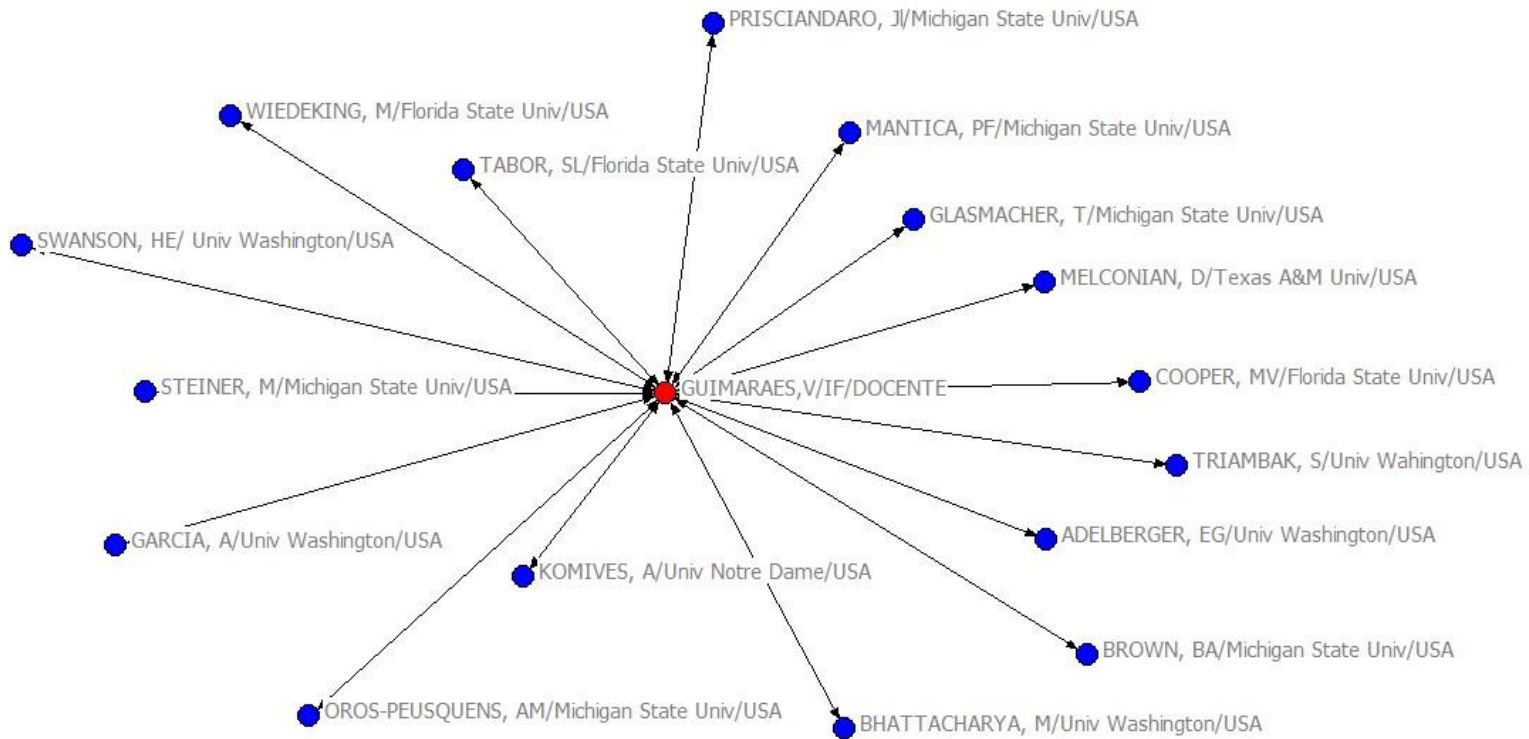 PRISCIANDARO, Jl/Michigan State Univ/USA
WIEDEKING, M/Florida State Univ/USA
MANTICA, PF/Michigan State Univ/USA
TABOR, SL/Florida State Univ/USA
GLASMACHER, T/Michigan State Univ/USA
SWANSON, HE/ Univ Washington/USA
MELCONIAN, D/Texas A&M Univ/USA
STEINER, M/Michigan State Univ/USA
GUIMARAES,V/IF/DOCENTE
COOPER, MV/Florida State Univ/USA
TRIAMBAK, S/Univ Wahington/USA
GARCIA, A/Univ Washington/USA
ADELBERGER, EG/Univ Washington/USA
KOMIVES, A/Univ Notre Dame/USA
BROWN, BA/Michigan State Univ/USA
OROS-PEUSQUENS, AM/Michigan State Univ/USA
BHATTACHARYA, M/Univ Washington/USA